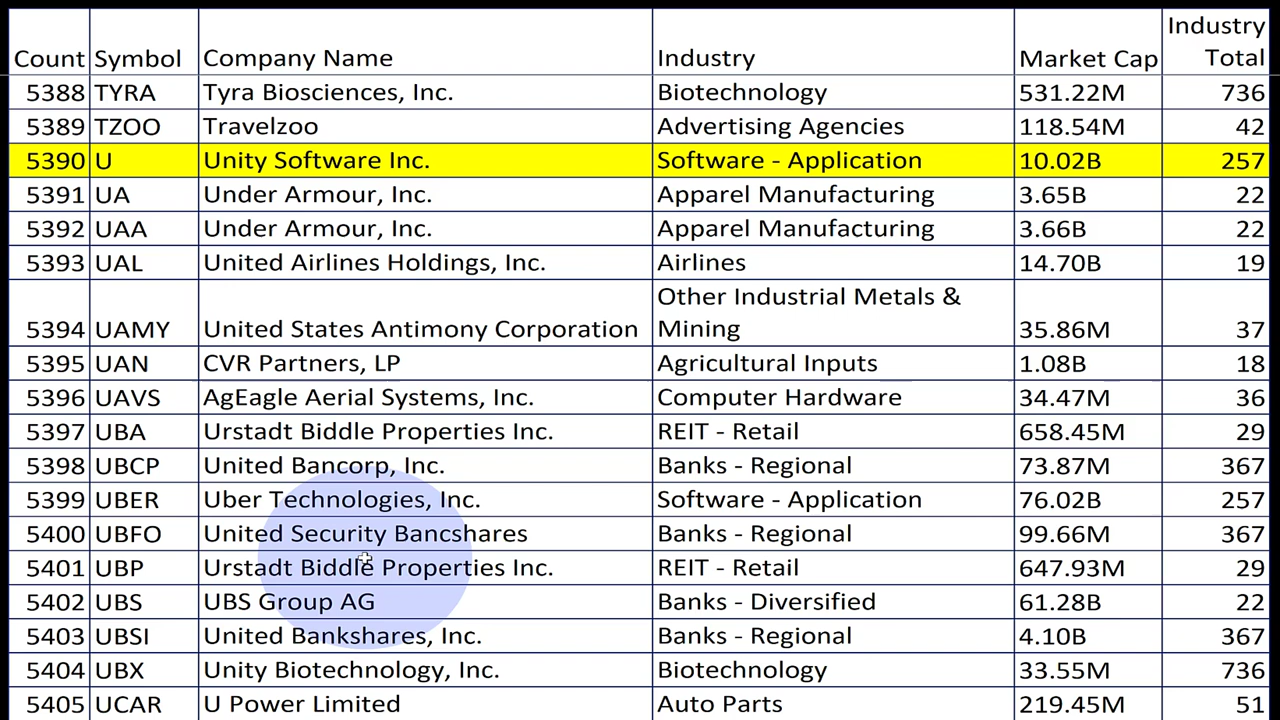 Count Symbol Company Name Industry Market Cap Industry Total
5388 TYRA Tyra Biosciences, Inc. Biotechnology 531.22M 736
5389 TZOO Travelzoo Advertising Agencies 118.54M 42
5390 U Unity Software Inc. Software - Application 10.02B 257
5391 UA Under Armour, Inc. Apparel Manufacturing 3.65B 22
5392 UAA Under Armour, Inc. Apparel Manufacturing 3.66B 22
5393 UAL United Airlines Holdings, Inc. Airlines 14.70B 19
5394 UAMY United States Antimony Corporation Other Industrial Metals & Mining 35.86M 37
5395 UAN CVR Partners, LP Agricultural Inputs 1.08B 18
5396 UAVS AgEagle Aerial Systems, Inc. Computer Hardware 34.47M 36
5397 UBA Urstadt Biddle Properties Inc. REIT - Retail 658.45M 29
5398 UBCP United Bancorp, Inc. Banks - Regional 73.87M 367
5399 UBER Uber Technologies, Inc. Software - Application 76.02B 257
5400 UBFO United Security Bancshares Banks - Regional 99.66M 367
5401 UBP Urstadt Biddle Properties Inc. REIT - Retail 647.93M 29
5402 UBS UBS Group AG Banks - Diversified 61.28B 22
5403 UBSI United Bankshares, Inc. Banks - Regional 4.10B 367
5404 UBX Unity Biotechnology, Inc. Biotechnology 33.55M 736
5405 UCAR U Power Limited Auto Parts 219.45M 51